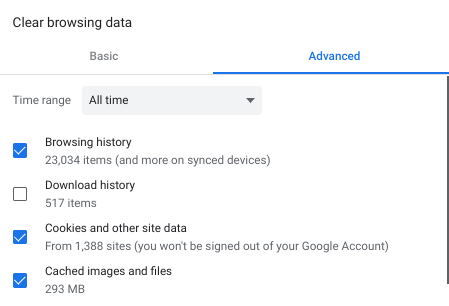 Clear browsing data
Basic
Advanced
Time range
All time
Browsing history
23,034 items (and more on synced devices)
Download history
517 items
Cookies and other site data
From 1,388 sites (you won't be signed out of your Google Account)
Cached images and files
293 MB